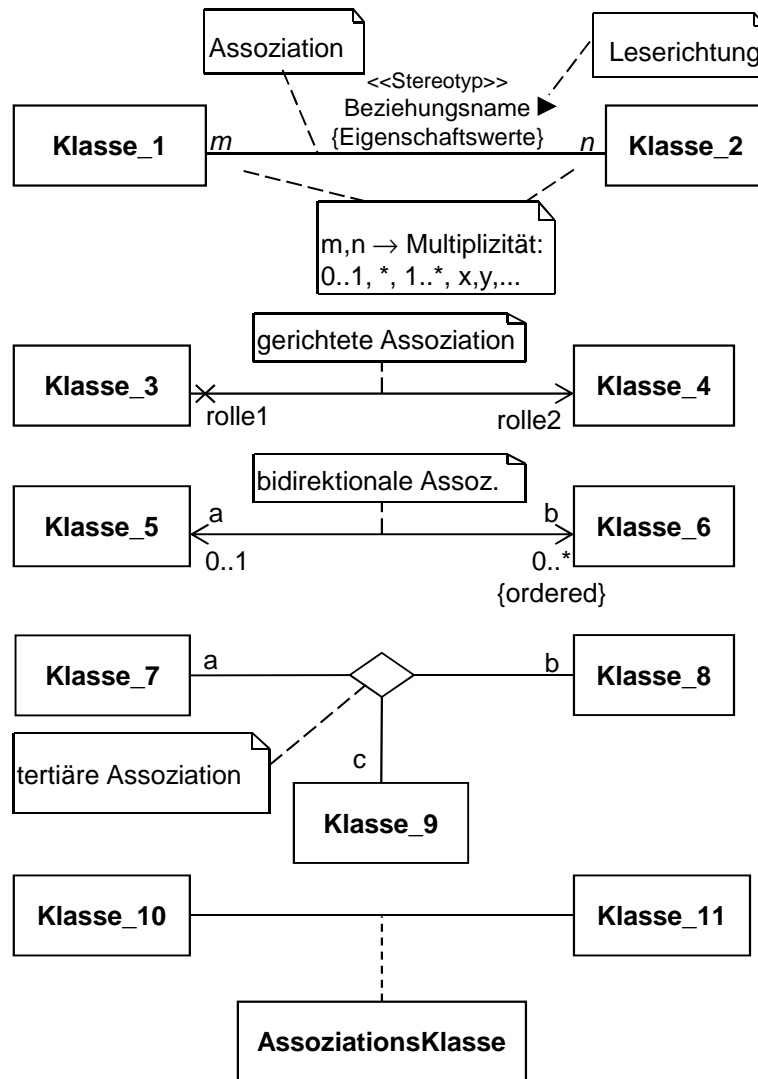 Assoziation
Leserichtung
<<Stereotyp>>
Beziehungsname
{Eigenschaftswerte}
Klasse_1
m
n
Klasse_2
m,n → Multiplizität:
0..1, *, 1..*, x,y,...
gerichtete Assoziation
Klasse_3
Klasse_4
rolle1
rolle2
bidirektionale Assoz.
Klasse_5
a
b
Klasse_6
0..1
0..*
{ordered}
Klasse_7
a
b
Klasse_8
tertiäre Assoziation
c
Klasse_9
Klasse_10
Klasse_11
AssoziationsKlasse